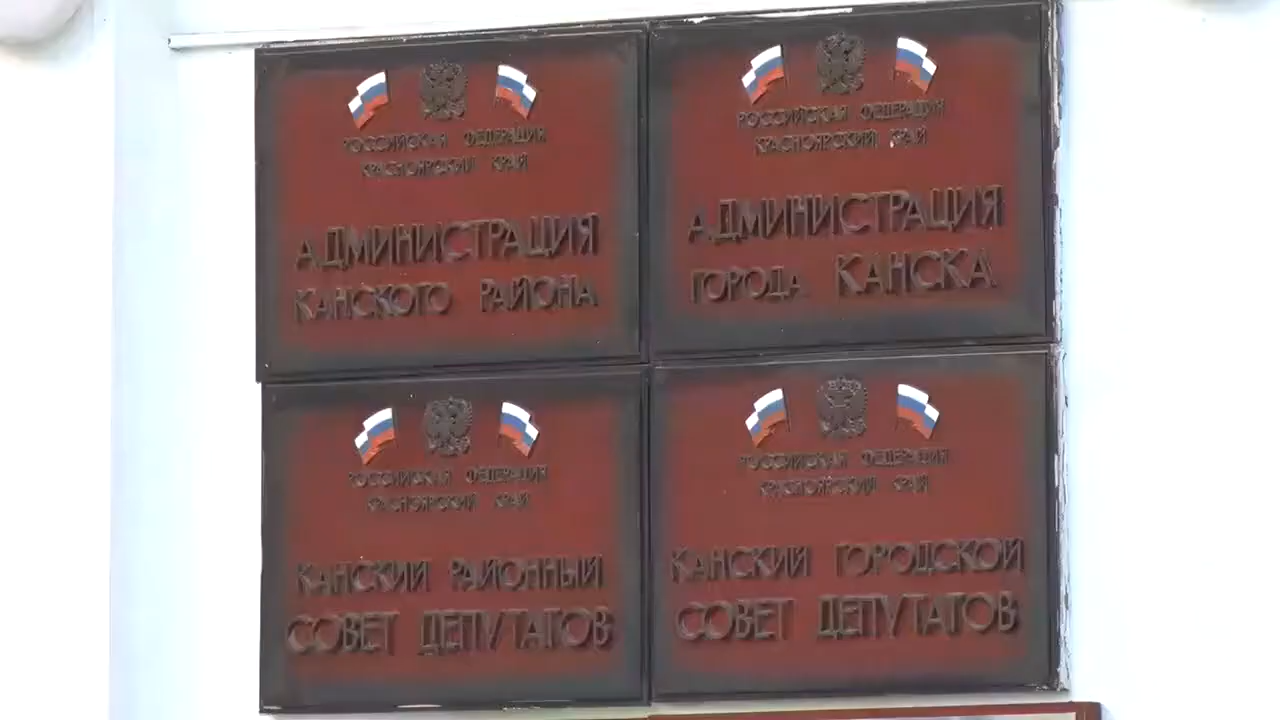 РОССИЙСКАЯ ФЕДЕРАЦИЯ
КРАСНОЯРСКИЙ КРАЙ
АДМИНИСТРАЦИЯ
КАНСКОГО РАЙОНА
РОССИЙСКАЯ ФЕДЕРАЦИЯ
КРАСНОЯРСКИЙ КРАЙ
АДМИНИСТРАЦИЯ
ГОРОДА КАНСКА
РОССИЙСКАЯ ФЕДЕРАЦИЯ
КРАСНОЯРСКИЙ КРАЙ
КАНСКИЙ РАЙОННЫЙ
СОВЕТ ДЕПУТАТОВ
РОССИЙСКАЯ ФЕДЕРАЦИЯ
КРАСНОЯРСКИЙ КРАЙ
КАНСКИЙ ГОРОДСКОЙ
СОВЕТ ДЕПУТАТОВ